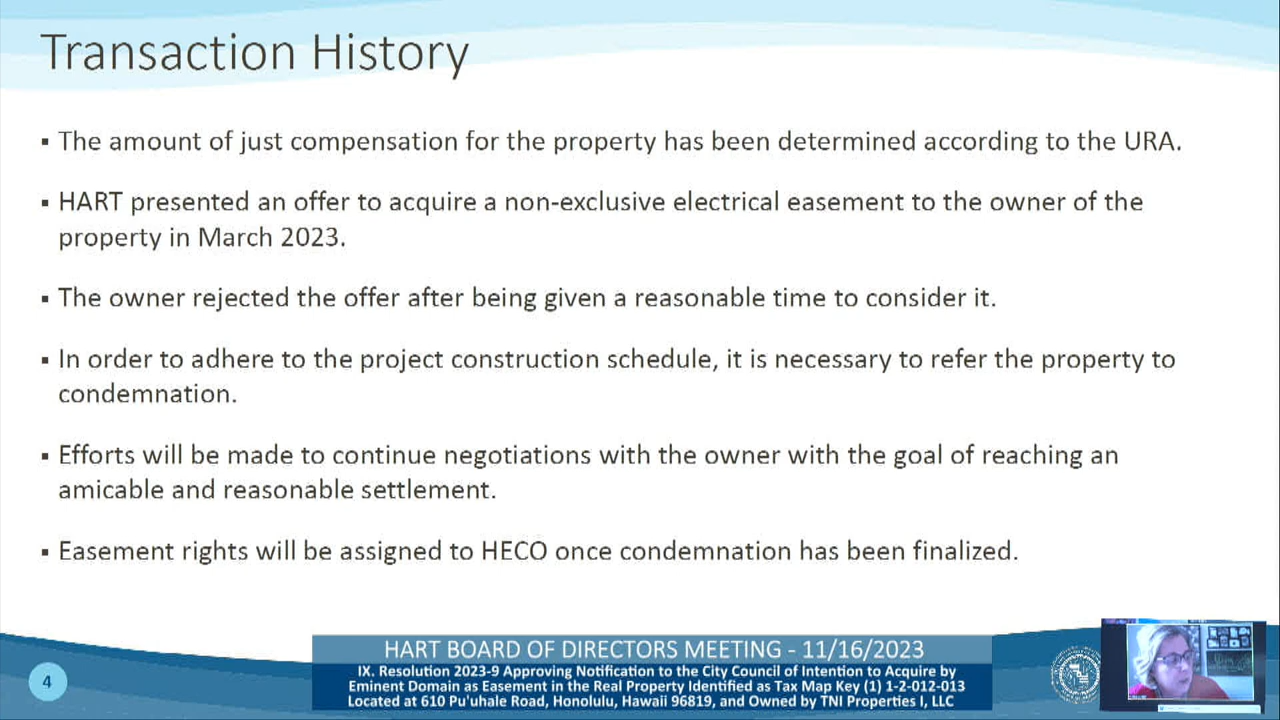 Transaction History
▪ The amount of just compensation for the property has been determined according to the URA.
▪ HART presented an offer to acquire a non-exclusive electrical easement to the owner of the
property in March 2023.
▪ The owner rejected the offer after being given a reasonable time to consider it.
▪ In order to adhere to the project construction schedule, it is necessary to refer the property to
condemnation.
▪ Efforts will be made to continue negotiations with the owner with the goal of reaching an
amicable and reasonable settlement.
▪ Easement rights will be assigned to HECO once condemnation has been finalized.
HART BOARD OF DIRECTORS MEETING - 11/16/2023
IX. Resolution 2023-9 Approving Notification to the City Council of Intention to Acquire by
Eminent Domain as Easement in the Real Property Identified as Tax Map Key (1) 1-2-012-013
Located at 610 Pu'uhale Road, Honolulu, Hawaii 96819, and Owned by TNI Properties I, LLC
4